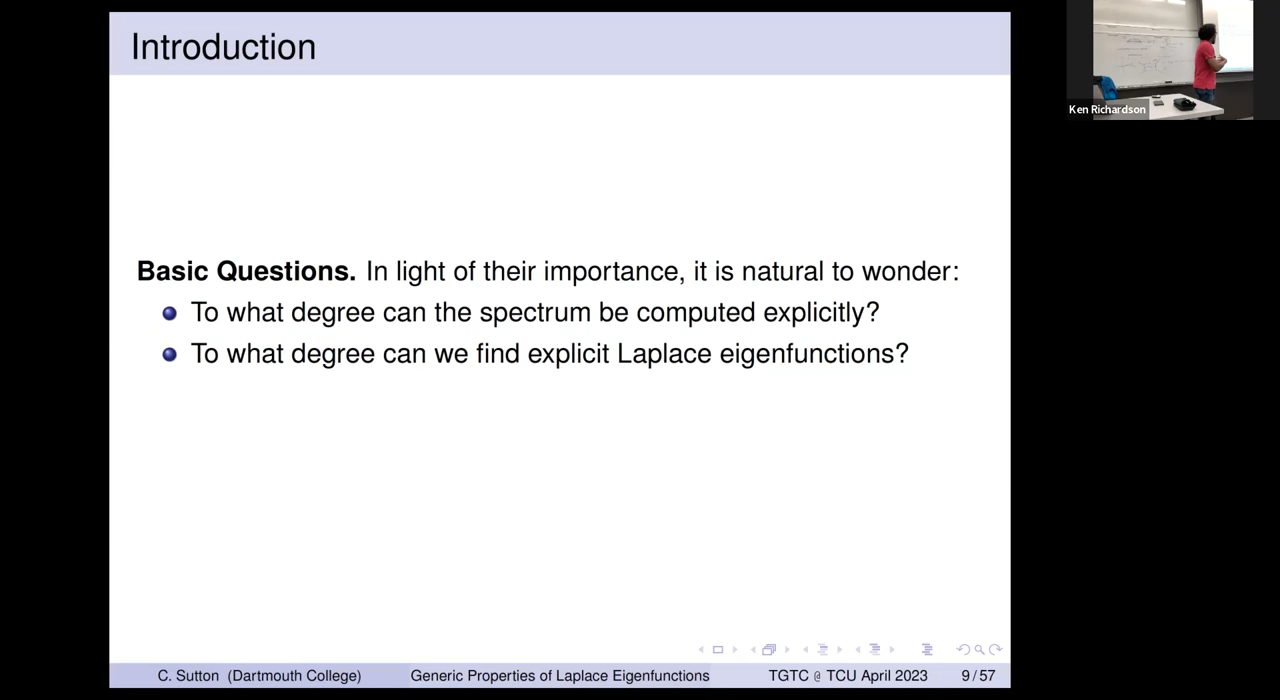 Introduction
Ken Richardson
Basic Questions. In light of their importance, it is natural to wonder:
To what degree can the spectrum be computed explicitly?
To what degree can we find explicit Laplace eigenfunctions?
C. Sutton (Dartmouth College) Generic Properties of Laplace Eigenfunctions TGTC @ TCU April 2023 9 / 57